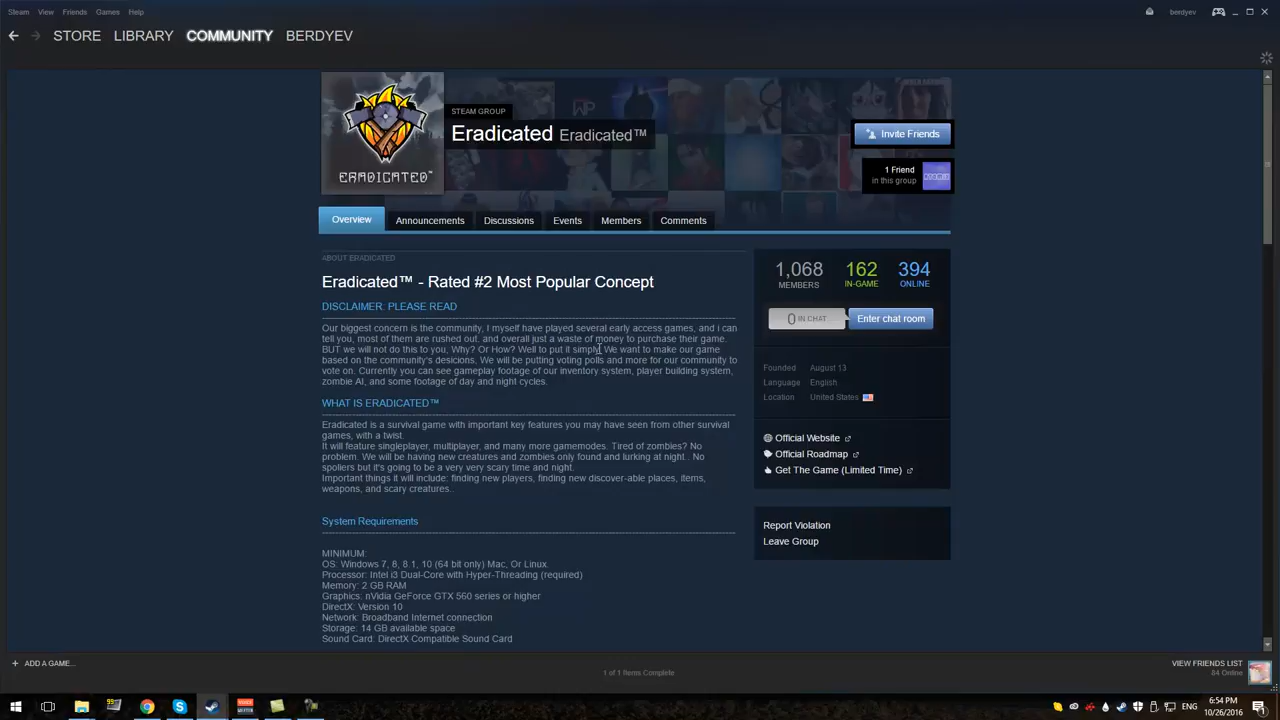 Steam View Friends Games Help
berdyev
STORE LIBRARY COMMUNITY BERDYEV
STEAM GROUP
Eradicated Eradicated™
ERADICATED™
Invite Friends
1 Friend
in this group
Overview Announcements Discussions Events Members Comments
ABOUT ERADICATED
Eradicated™ - Rated #2 Most Popular Concept
DISCLAIMER: PLEASE READ
Our biggest concern is the community, I myself have played several early access games, and i can
tell you, most of them are rushed out, and overall just a waste of money to purchase their game.
BUT we will not do this to you, Why? Or How? Well to put it simply, We want to make our game
based on the community's desicions. We will be putting voting polls and more for our community to
vote on. Currently you can see gameplay footage of our inventory system, player building system,
zombie AI, and some footage of day and night cycles.
WHAT IS ERADICATED™
Eradicated is a survival game with important key features you may have seen from other survival
games, with a twist.
It will feature singleplayer, multiplayer, and many more gamemodes. Tired of zombies? No
problem. We will be having new creatures and zombies only found and lurking at night.. No
spoilers but it's going to be a very very scary time and night.
Important things it will include: finding new players, finding new discover-able places, items,
weapons, and scary creatures..
System Requirements
MINIMUM:
OS: Windows 7, 8, 8.1, 10 (64 bit only) Mac, Or Linux.
Processor: Intel i3 Dual-Core with Hyper-Threading (required)
Memory: 2 GB RAM
Graphics: nVidia GeForce GTX 560 series or higher
DirectX: Version 10
Network: Broadband Internet connection
Storage: 14 GB available space
Sound Card: DirectX Compatible Sound Card
1,068 162 394
MEMBERS IN-GAME ONLINE
0 IN CHAT Enter chat room
Founded August 13
Language English
Location United States
Official Website
Official Roadmap
Get The Game (Limited Time)
Report Violation
Leave Group
+ ADD A GAME...
1 of 1 Items Complete
VIEW FRIENDS LIST
84 Online
ENG
6:54 PM
10/26/2016